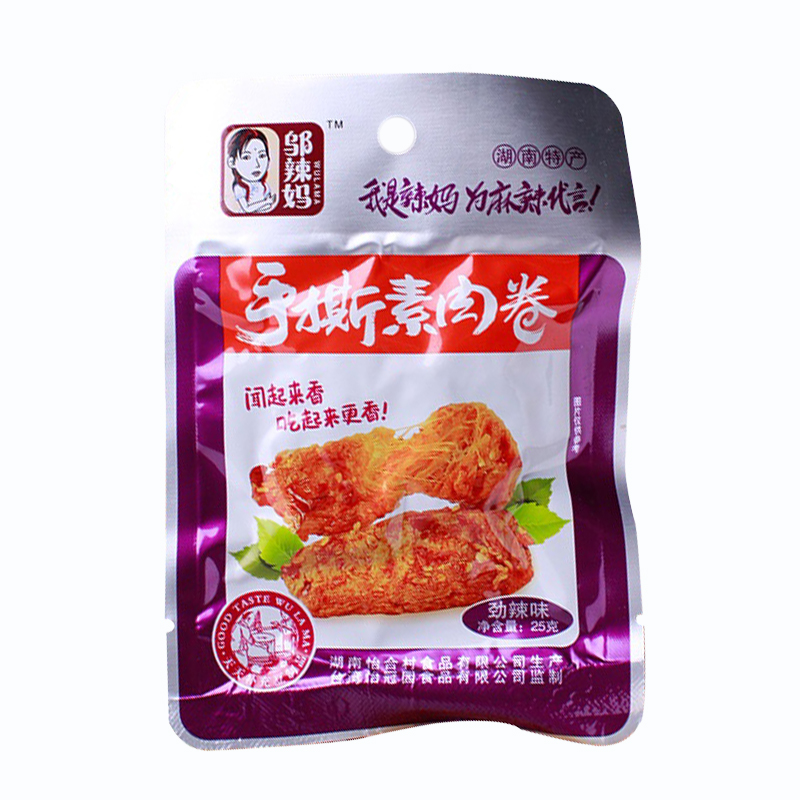 邬辣妈
WULAMA
TM
湖南特产
我是辣妈 为麻辣代言!
手撕素肉卷
闻起来香
吃起来更香!
图片仅供参考
劲辣味
净含量:25克
GOOD TASTE WU LA MA
湖南怡合村食品有限公司生产
台湾怡冠园食品有限公司监制